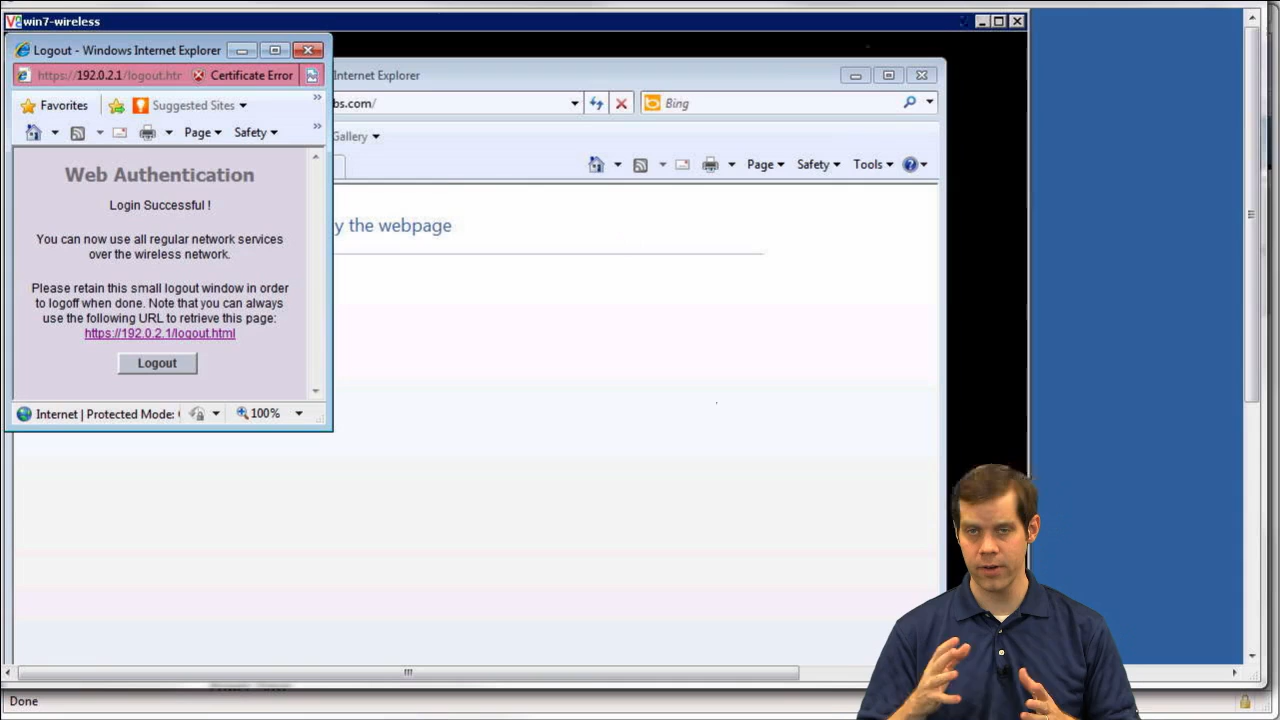 win7-wireless
Logout - Windows Internet Explorer
https://192.0.2.1/logout.htr
Certificate Error
Internet Explorer
Favorites
Suggested Sites
bs.com/
Bing
Page
Safety
Gallery
Page
Safety
Tools
Web Authentication
Login Successful !
You can now use all regular network services
over the wireless network.
Please retain this small logout window in order
to logoff when done. Note that you can always
use the following URL to retrieve this page:
https://192.0.2.1/logout.html
Logout
y the webpage
Internet | Protected Mode:
100%
Done